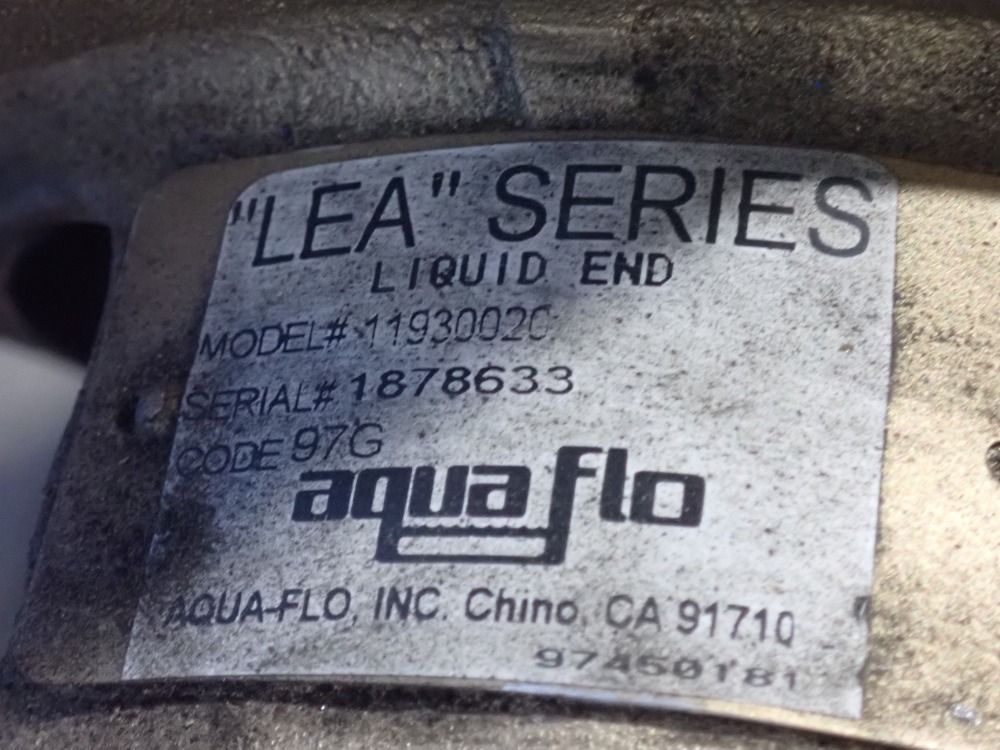 "LEA" SERIES
LIQUID END
MODEL# 11930020
SERIAL# 1878633
CODE 97G
aqua flo
AQUA-FLO, INC. Chino, CA 91710
97450181